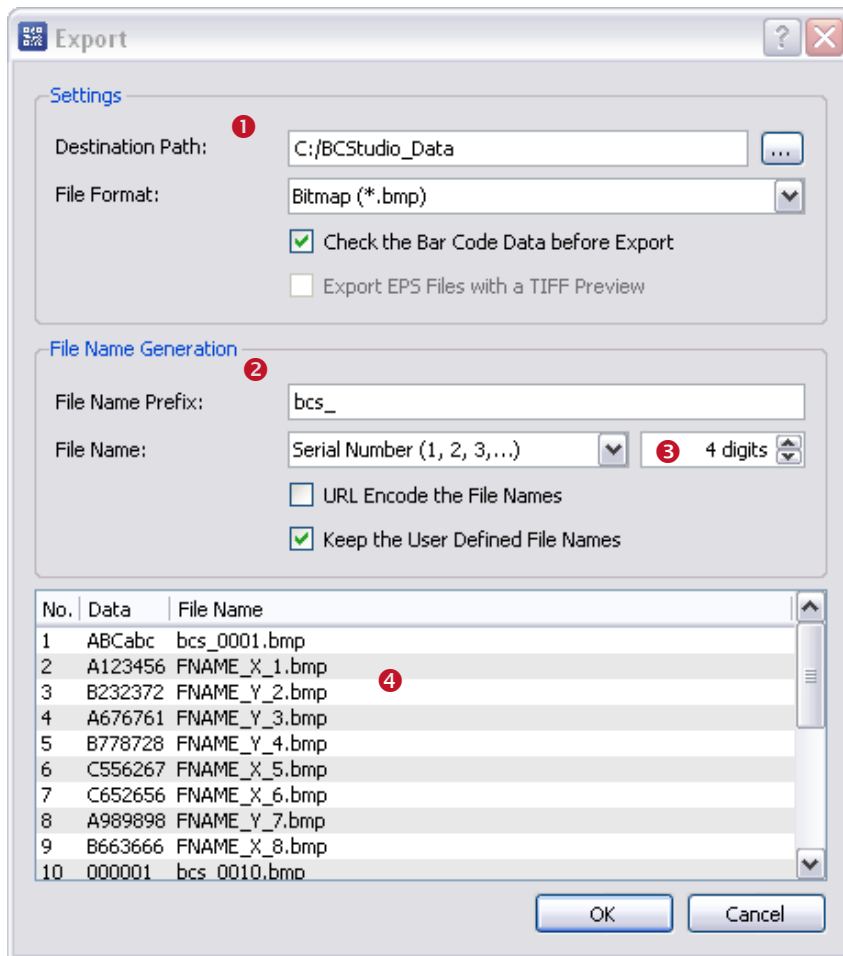 Export
Settings
1
Destination Path: C:/BCStudio_Data ...
File Format: Bitmap (*.bmp)
Check the Bar Code Data before Export
Export EPS Files with a TIFF Preview
File Name Generation
2
File Name Prefix: bcs_
File Name: Serial Number (1, 2, 3,...) 3 4 digits
URL Encode the File Names
Keep the User Defined File Names
No. Data File Name
1 ABCabc bcs_0001.bmp
2 A123456 FNAME_X_1.bmp
4
3 B232372 FNAME_Y_2.bmp
4 A676761 FNAME_Y_3.bmp
5 B778728 FNAME_Y_4.bmp
6 C556267 FNAME_X_5.bmp
7 C652656 FNAME_X_6.bmp
8 A989898 FNAME_Y_7.bmp
9 B663666 FNAME_X_8.bmp
10 000001 bcs_0010.bmp
OK Cancel